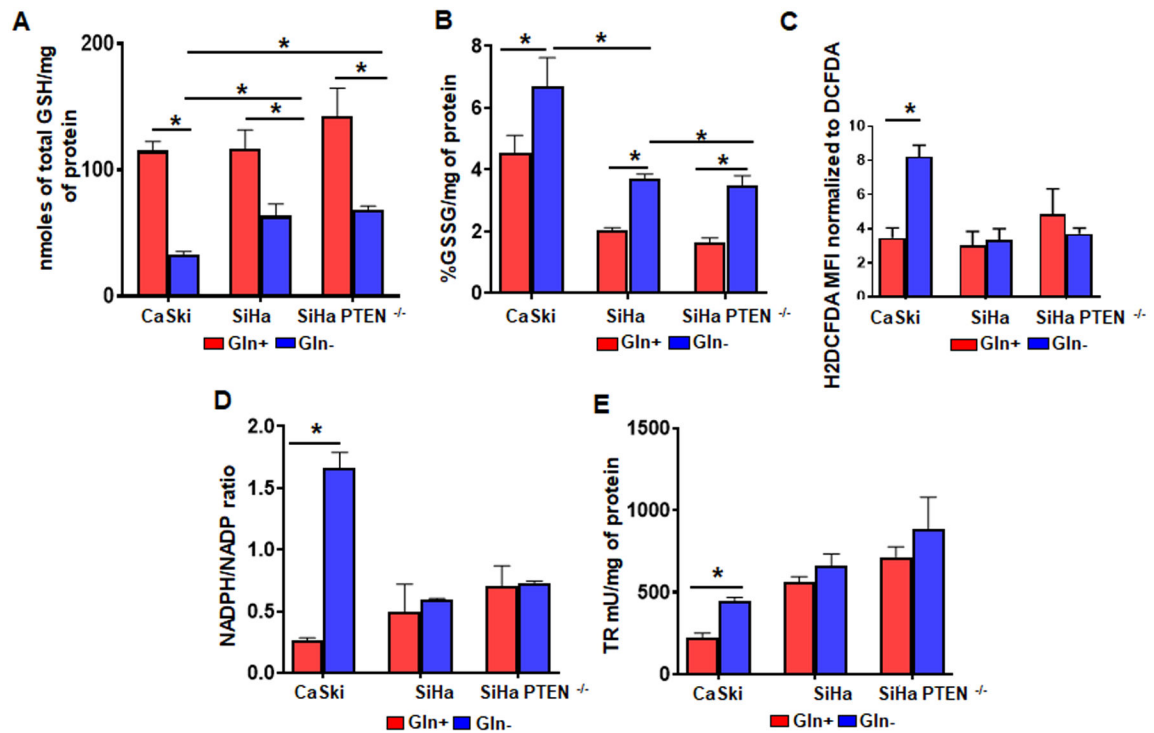 A
nmoles of total GSH/mg
of protein
200
100
0
*
*
*
*
*
CaSki SiHa SiHa PTEN -/-
Gln+ Gln-
B
%GSSG/mg of protein
8
6
4
2
0
*
*
*
*
*
CaSki SiHa SiHa PTEN -/-
Gln+ Gln-
C
H2DCFDA MFI normalized to DCFDA
10
8
6
4
2
0
*
CaSki SiHa SiHa PTEN -/-
Gln+ Gln-
D
NADPH/NADP ratio
2.0
1.5
1.0
0.5
0.0
*
CaSki SiHa SiHa PTEN -/-
Gln+ Gln-
E
TR mU/mg of protein
1500
1000
500
0
*
CaSki SiHa SiHa PTEN -/-
Gln+ Gln-